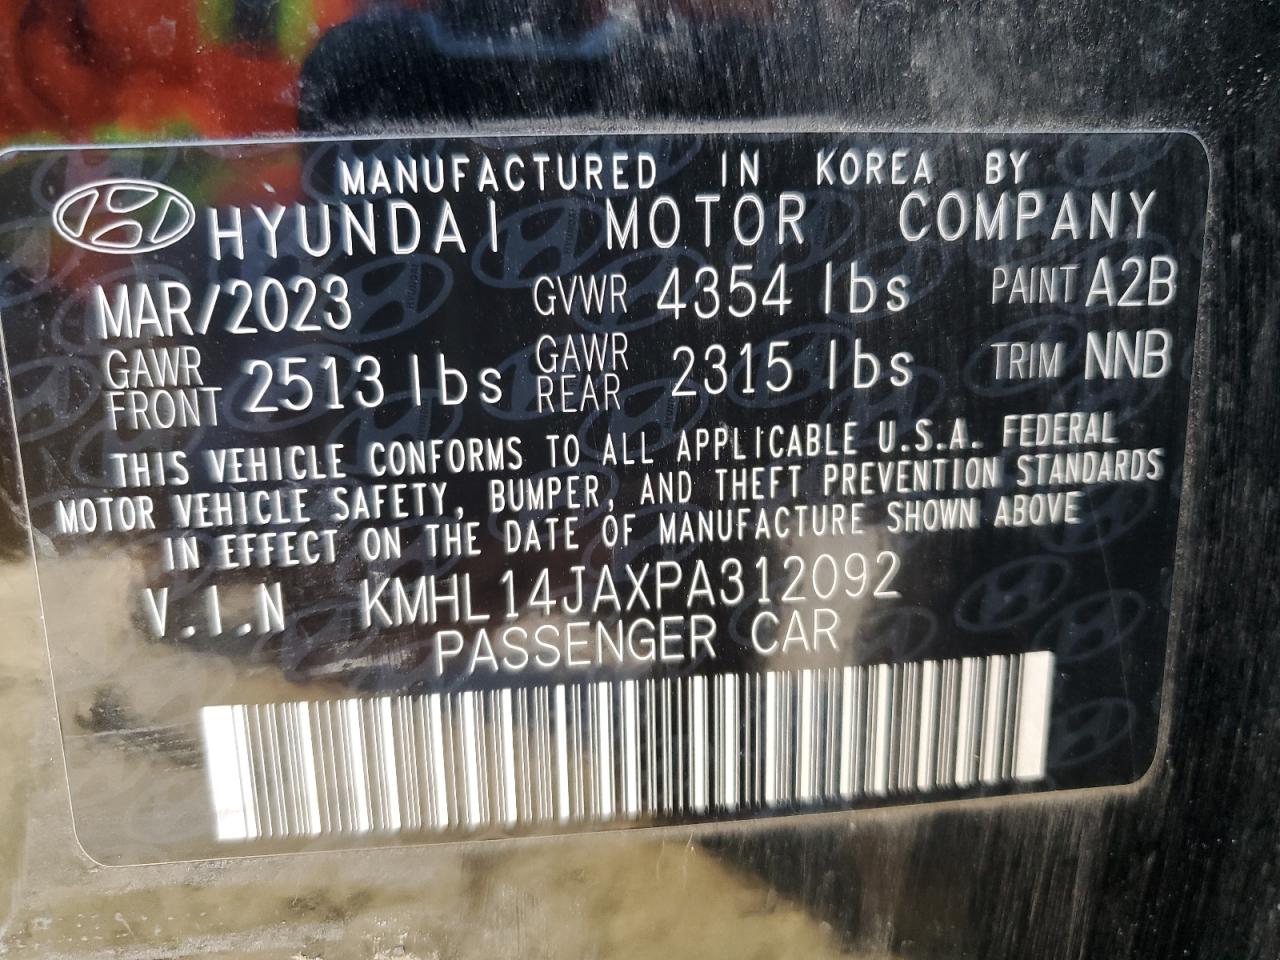 MANUFACTURED IN KOREA BY
HYUNDAI MOTOR COMPANY
MAR/2023 GVWR 4354 lbs PAINT A2B
GAWR FRONT 2513 lbs GAWR REAR 2315 lbs TRIM NNB
THIS VEHICLE CONFORMS TO ALL APPLICABLE U.S.A. FEDERAL
MOTOR VEHICLE SAFETY, BUMPER, AND THEFT PREVENTION STANDARDS
IN EFFECT ON THE DATE OF MANUFACTURE SHOWN ABOVE
V.I.N KMHL14JAXPA312092
PASSENGER CAR